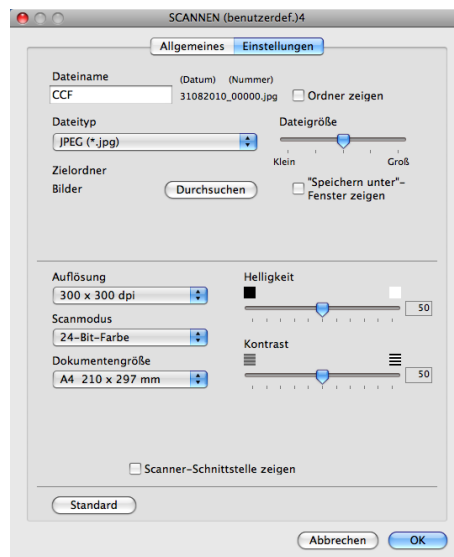 SCANNEN (benutzerdef.)4
Allgemeines Einstellungen
Dateiname (Datum) (Nummer)
CCF 31082010_00000.jpg Ordner zeigen
Dateityp Dateigröße
JPEG (*.jpg)
Klein Groß
Zielordner
Bilder Durchsuchen "Speichern unter"-
Fenster zeigen
Auflösung Helligkeit
300 x 300 dpi 50
Scanmodus
24-Bit-Farbe Kontrast
Dokumentengröße
A4 210 x 297 mm 50
Scanner-Schnittstelle zeigen
Standard
Abbrechen OK